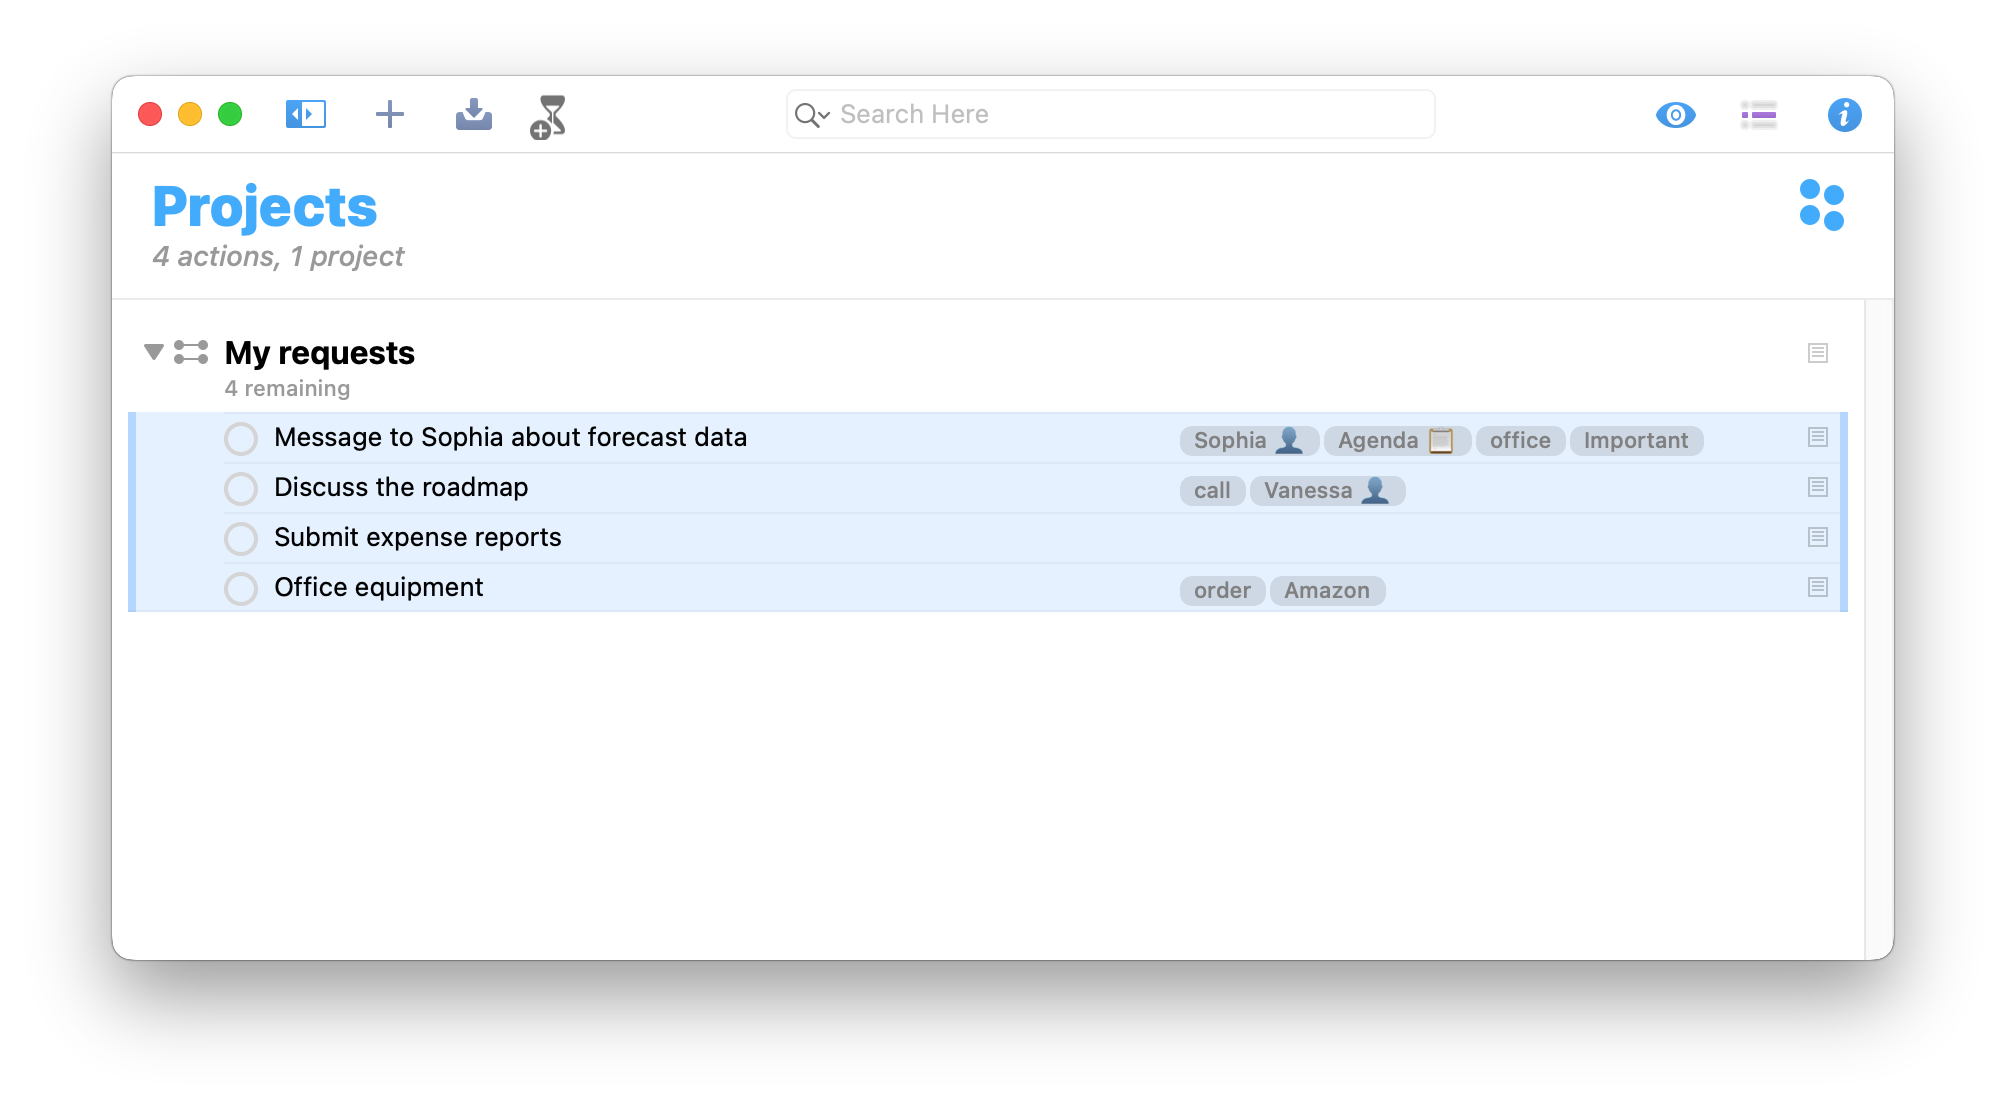 Search Here
Projects
4 actions, 1 project
My requests
4 remaining
Message to Sophia about forecast data Sophia 👤 Agenda 📋 office Important
Discuss the roadmap call Vanessa 👤
Submit expense reports
Office equipment order Amazon